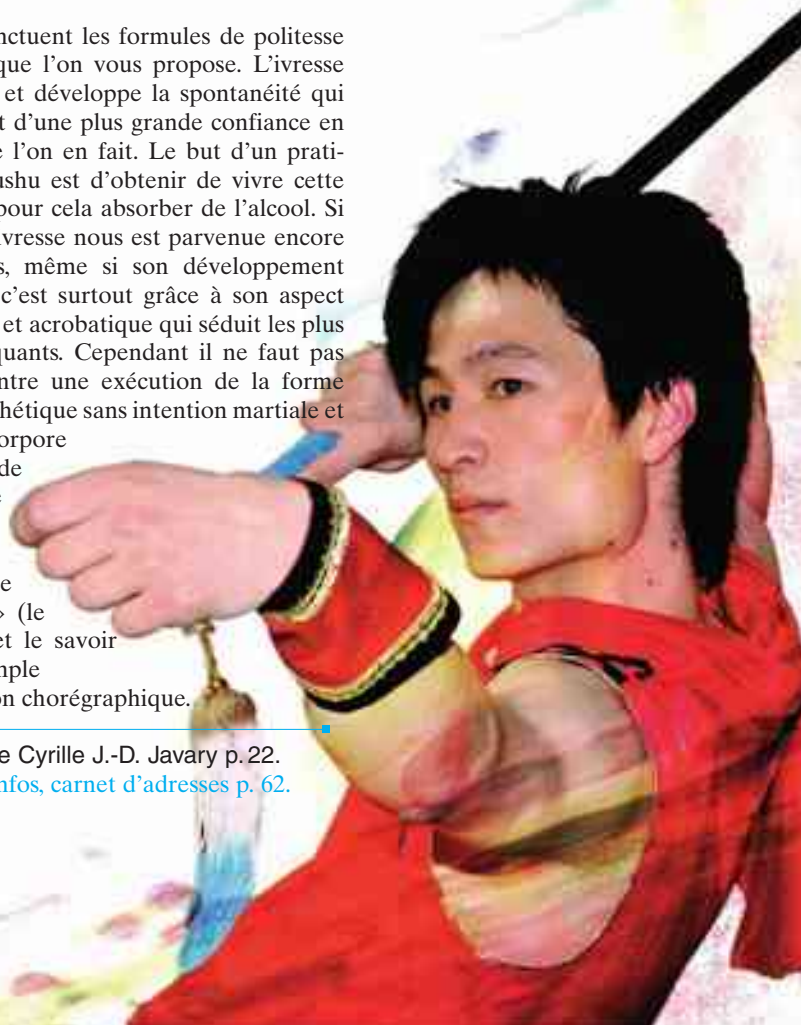 nctuent les formules de politesse
que l'on vous propose. L'ivresse
et développe la spontanéité qui
t d'une plus grande confiance en
e l'on en fait. Le but d'un prati-
ushu est d'obtenir de vivre cette
pour cela absorber de l'alcool. Si
ivresse nous est parvenue encore
s, même si son développement
c'est surtout grâce à son aspect
et acrobatique qui séduit les plus
quants. Cependant il ne faut pas
entre une exécution de la forme
hétique sans intention martiale et
orpore
de
e
» (le
et le savoir
mple
on chorégraphique.
e Cyrille J.-D. Javary p. 22.
nfos, carnet d'adresses p. 62.